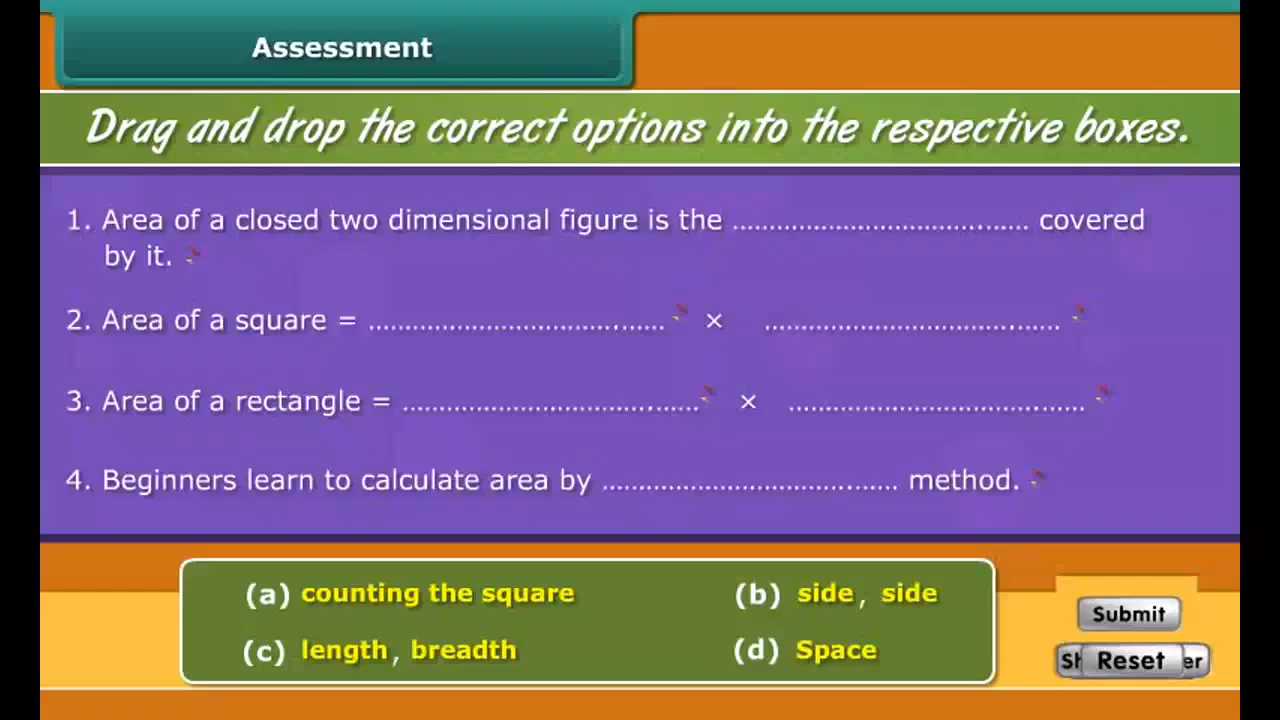 Assessment
Drag and drop the correct options into the respective boxes.
1. Area of a closed two dimensional figure is the ........................................ covered
by it.
2. Area of a square = ........................................ × ........................................
3. Area of a rectangle = ........................................ × ........................................
4. Beginners learn to calculate area by ........................................ method.
(a) counting the square (b) side, side
(c) length, breadth (d) Space
Submit
Reset